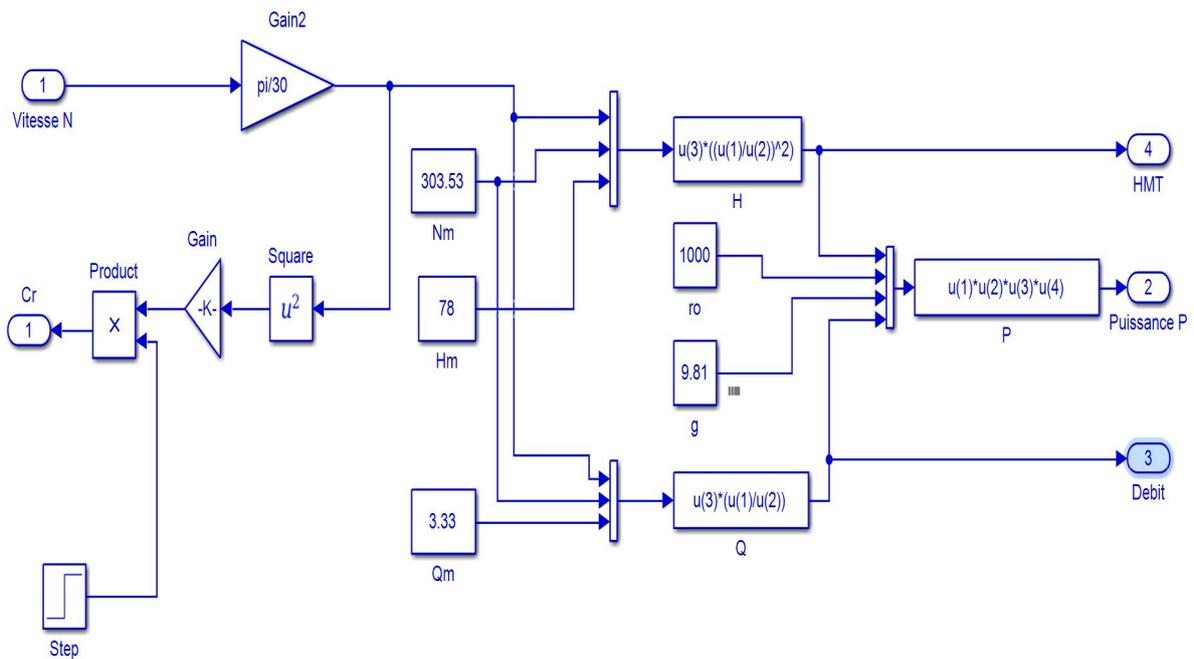 Gain2
1
pi/30
Vitesse N
303.53
Nm
u(3)*((u(1)/u(2))^2)
H
4
HMT
Gain
Square
Product
Cr
1
X
-K-
u²
78
Hm
1000
ro
u(1)*u(2)*u(3)*u(4)
P
2
Puissance P
9.81
g
3.33
Qm
u(3)*(u(1)/u(2))
Q
3
Debit
Step